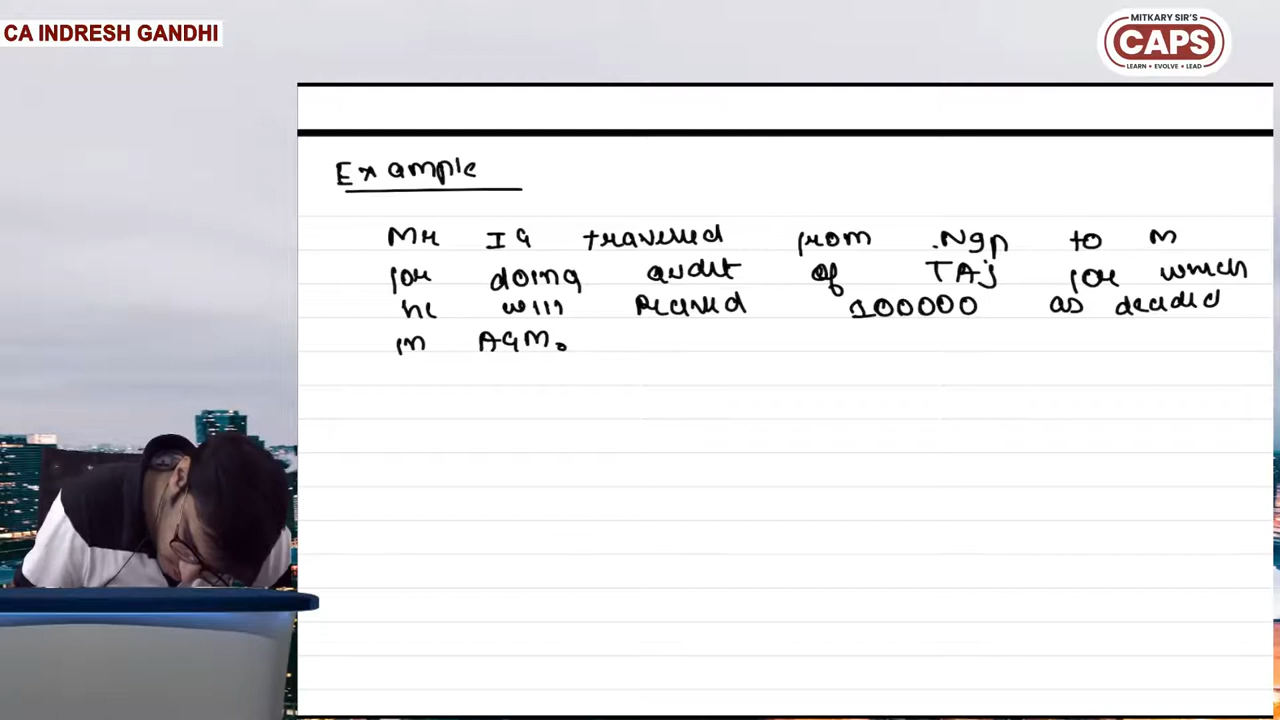 CA INDRESH GANDHI
MITKARY SIR'S
CAPS
LEARN • EVOLVE • LEAD
Example
Mr IG travelled from Ngp to M
for doing audit of TAj for which
he will received 100000 as decided
in AGM.